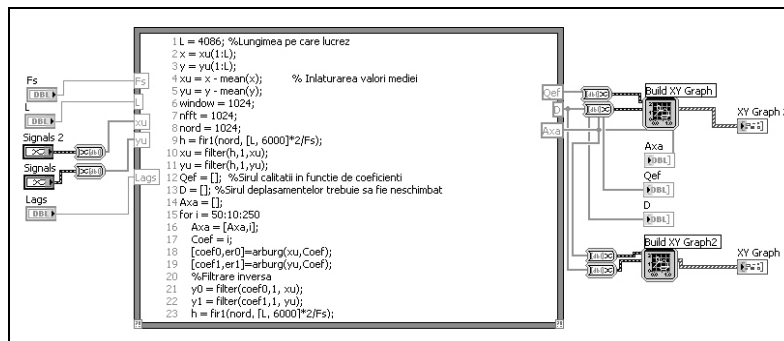 Fs
DBL
L
DBL
Signals 2
Signals
Lags
DBL
Fs
L
xu
yu
Lags
1 L = 4086; %Lungimea pe care lucrez
2 x = xu(1:L);
3 y = yu(1:L);
4 xu = x - mean(x); % Inlaturarea valori mediei
5 yu = y - mean(y);
6 window = 1024;
7 nfft = 1024;
8 nord = 1024;
9 h = fir1(nord, [L, 6000]*2/Fs);
10 xu = filter(h,1,xu);
11 yu = filter(h,1,yu);
12 Qef = []; %Sirul calitatii in functie de coeficienti
13 D = []; %Sirul deplasamentelor trebuie sa fie neschimbat
14 Axa = [];
15 for i = 50:10:250
16 Axa = [Axa,i];
17 Coef = i;
18 [coef0,er0]=arburg(xu,Coef);
19 [coef1,er1]=arburg(yu,Coef);
20 %Filtrare inversa
21 y0 = filter(coef0,1, xu);
22 y1 = filter(coef1,1, yu);
23 h = fir1(nord, [L, 6000]*2/Fs);
Qef
D
Axa
Build XY Graph
XY Graph
Axa
DBL
Qef
DBL
D
DBL
Build XY Graph2
XY Graph